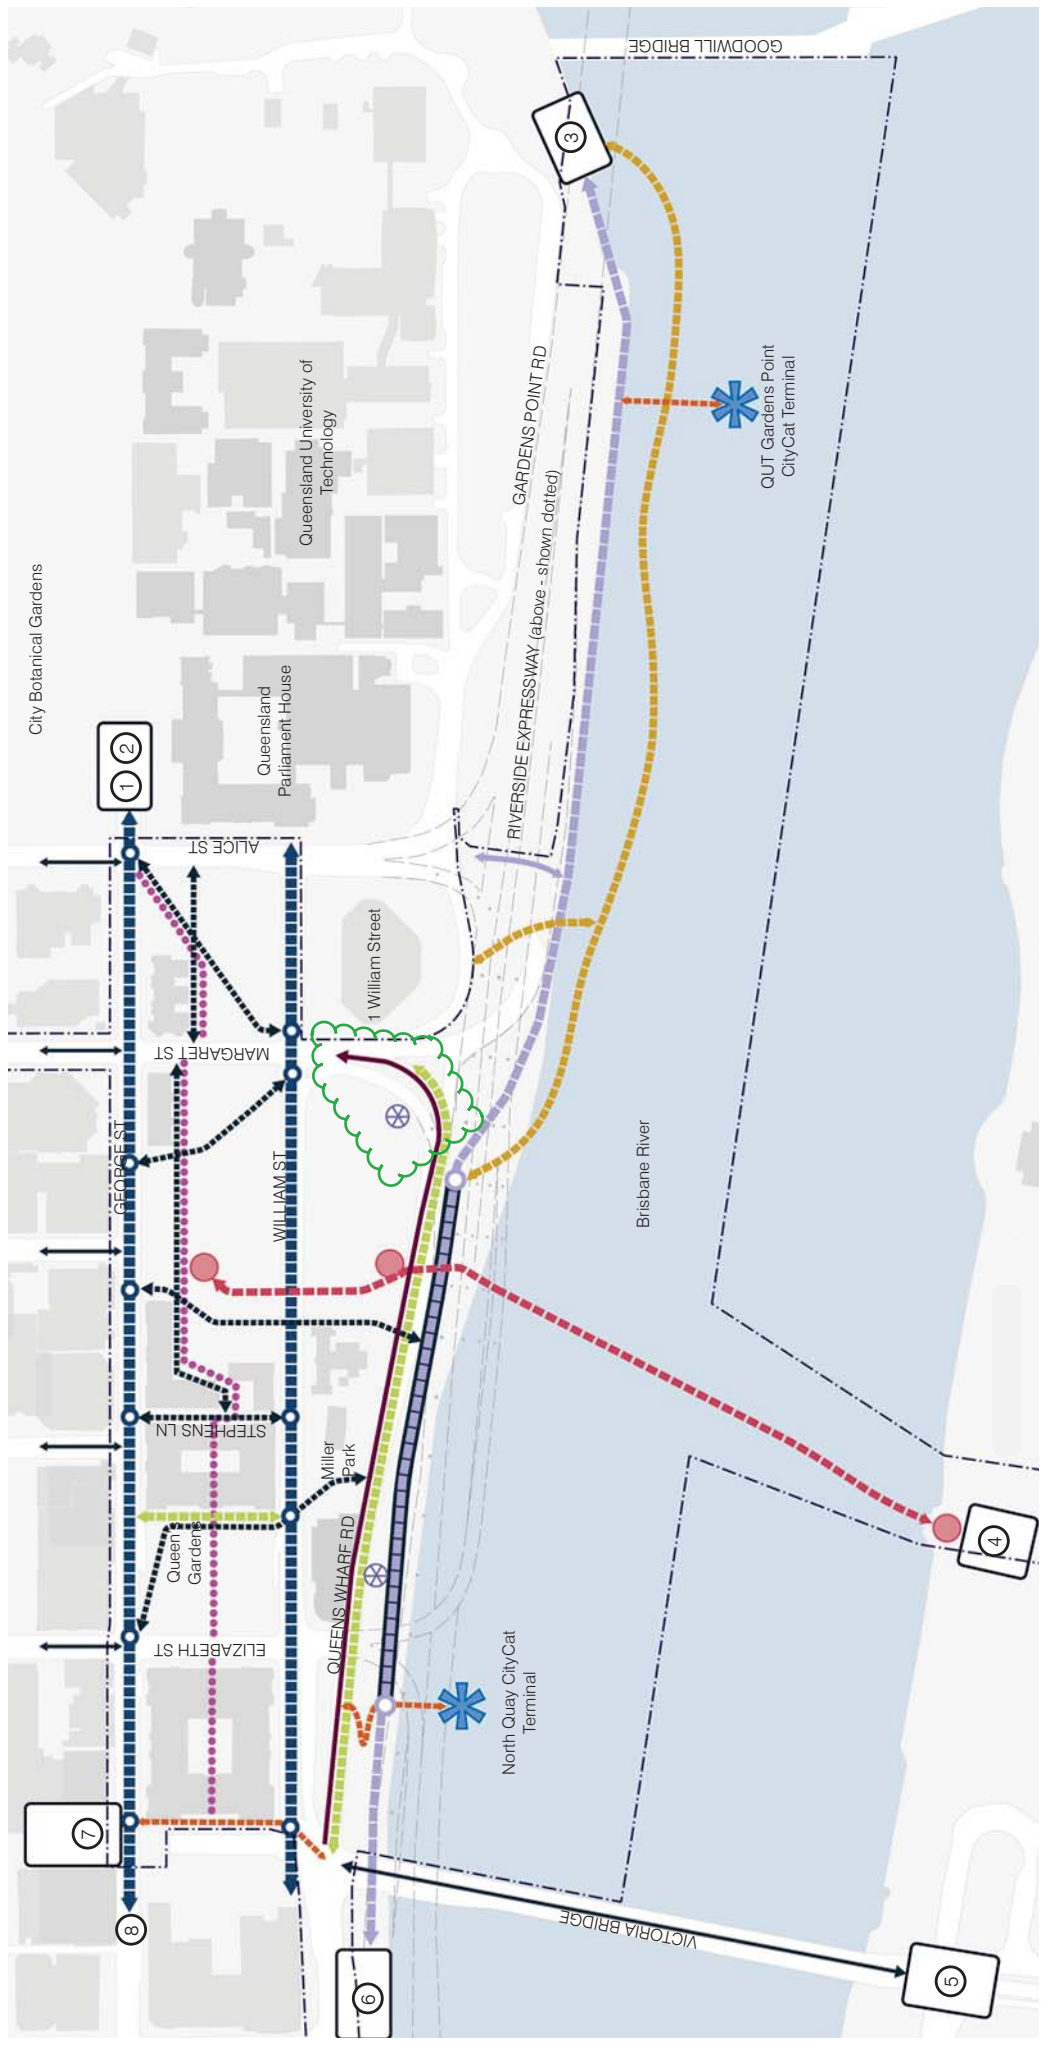 GOODWILL BRIDGE
3
QUT Gardens Point
CityCat Terminal
GARDENS POINT RD
RIVERSIDE EXPRESSWAY (above - shown dotted)
Queensland University of
Technology
City Botanical Gardens
Queensland
Parliament House
1 2
ALICE ST
1 William Street
MARGARET ST
GEORGE ST
WILLIAM ST
Brisbane River
STEPHENS LN
Miller
Park
Queen's
Gardens
QUEENS WHARF RD
ELIZABETH ST
North Quay CityCat
Terminal
4
7
8
VICTORIA BRIDGE
6
5